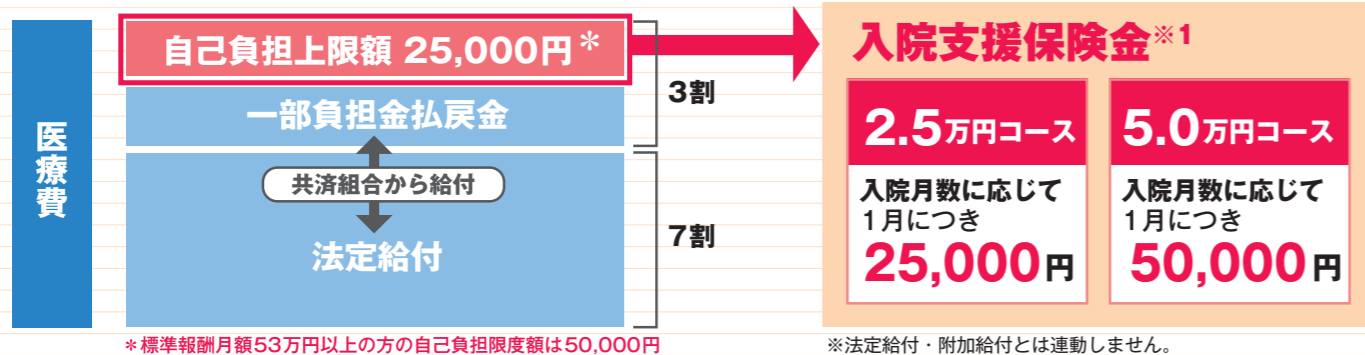 医療費
自己負担上限額 25,000円＊
一部負担金払戻金
共済組合から給付
法定給付
3割
7割
＊標準報酬月額53万円以上の方の自己負担限度額は50,000円
入院支援保険金※1
2.5万円コース
入院月数に応じて
1月につき
25,000円
5.0万円コース
入院月数に応じて
1月につき
50,000円
※法定給付・附加給付とは連動しません。